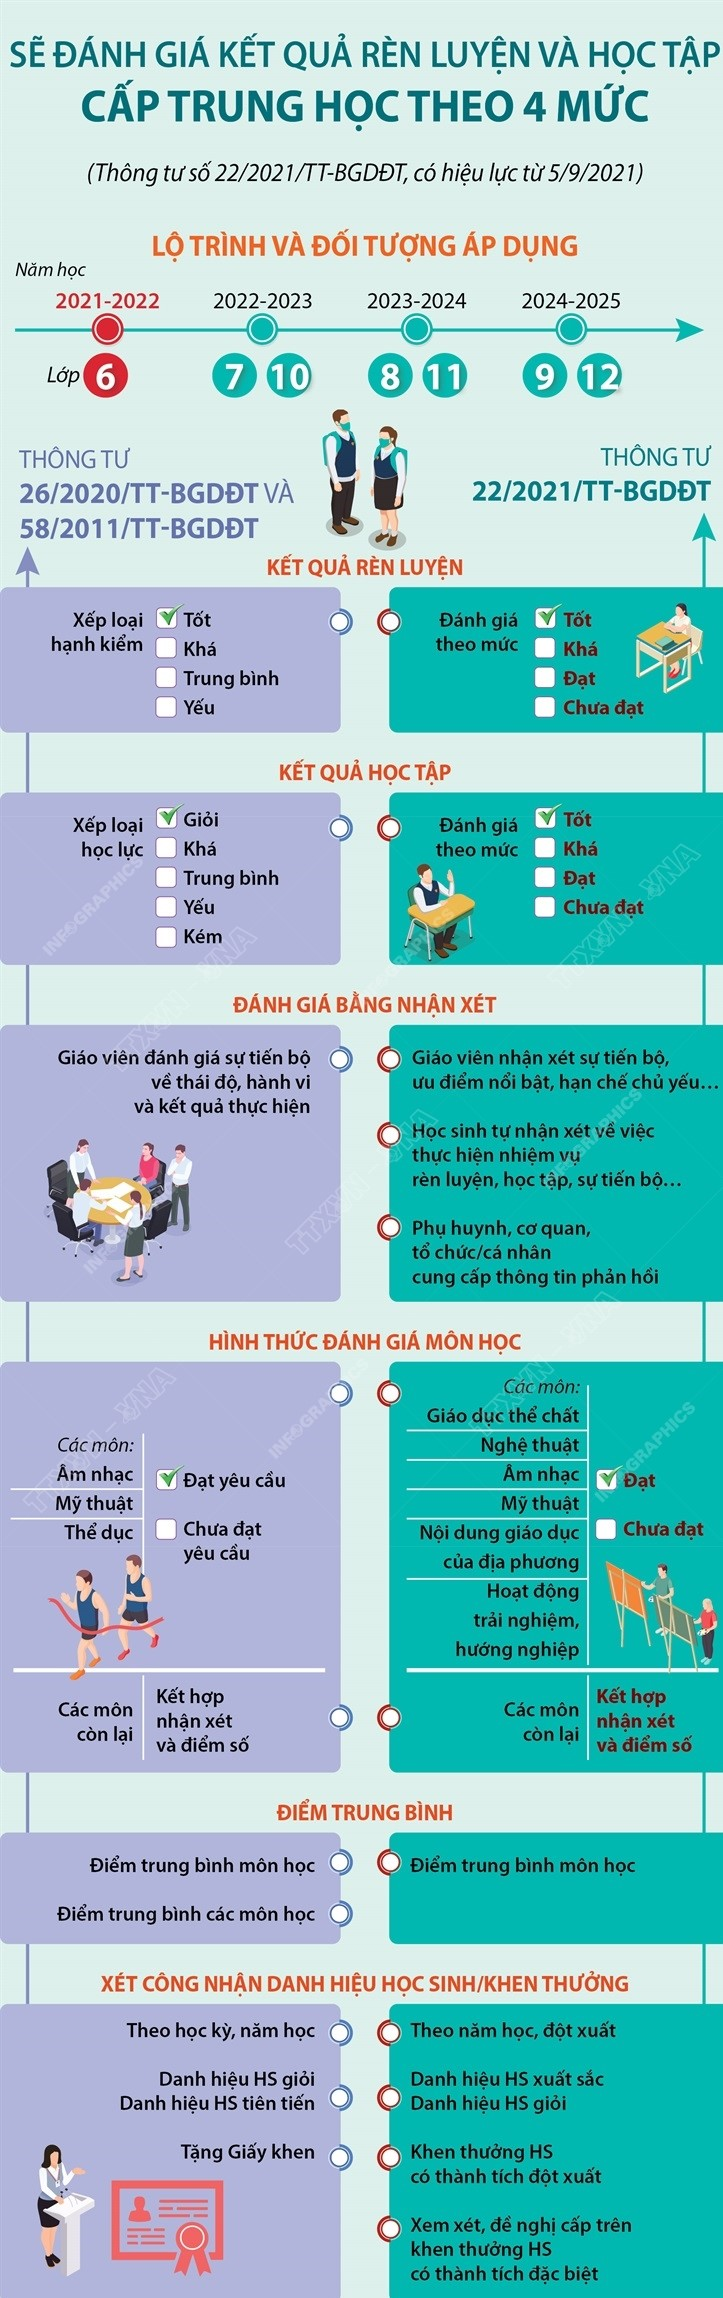 SẼ ĐÁNH GIÁ KẾT QUẢ RÈN LUYỆN VÀ HỌC TẬP
CẤP TRUNG HỌC THEO 4 MỨC
(Thông tư số 22/2021/TT-BGDĐT, có hiệu lực từ 5/9/2021)
LỘ TRÌNH VÀ ĐỐI TƯỢNG ÁP DỤNG
Năm học
2021-2022 2022-2023 2023-2024 2024-2025
Lớp 6 7 10 8 11 9 12
THÔNG TƯ
26/2020/TT-BGDĐT VÀ
58/2011/TT-BGDĐT
THÔNG TƯ
22/2021/TT-BGDĐT
KẾT QUẢ RÈN LUYỆN
Xếp loại
hạnh kiểm
Tốt
Khá
Trung bình
Yếu
Đánh giá
theo mức
Tốt
Khá
Đạt
Chưa đạt
KẾT QUẢ HỌC TẬP
Xếp loại
học lực
Giỏi
Khá
Trung bình
Yếu
Kém
Đánh giá
theo mức
Tốt
Khá
Đạt
Chưa đạt
ĐÁNH GIÁ BẰNG NHẬN XÉT
Giáo viên đánh giá sự tiến bộ
về thái độ, hành vi
và kết quả thực hiện
Giáo viên nhận xét sự tiến bộ,
ưu điểm nổi bật, hạn chế chủ yếu...
Học sinh tự nhận xét về việc
thực hiện nhiệm vụ
rèn luyện, học tập, sự tiến bộ...
Phụ huynh, cơ quan,
tổ chức/cá nhân
cung cấp thông tin phản hồi
HÌNH THỨC ĐÁNH GIÁ MÔN HỌC
Các môn:
Âm nhạc
Mỹ thuật
Thể dục
Đạt yêu cầu
Chưa đạt
yêu cầu
Các môn
còn lại
Kết hợp
nhận xét
và điểm số
Các môn:
Giáo dục thể chất
Nghệ thuật
Âm nhạc
Mỹ thuật
Nội dung giáo dục
của địa phương
Hoạt động
trải nghiệm,
hướng nghiệp
Đạt
Chưa đạt
Các môn
còn lại
Kết hợp
nhận xét
và điểm số
ĐIỂM TRUNG BÌNH
Điểm trung bình môn học
Điểm trung bình các môn học
Điểm trung bình môn học
XÉT CÔNG NHẬN DANH HIỆU HỌC SINH/KHEN THƯỞNG
Theo học kỳ, năm học
Danh hiệu HS giỏi
Danh hiệu HS tiên tiến
Tặng Giấy khen
Theo năm học, đột xuất
Danh hiệu HS xuất sắc
Danh hiệu HS giỏi
Khen thưởng HS
có thành tích đột xuất
Xem xét, đề nghị cấp trên
khen thưởng HS
có thành tích đặc biệt
INFOGRAPHICS
TTXVN - VNA